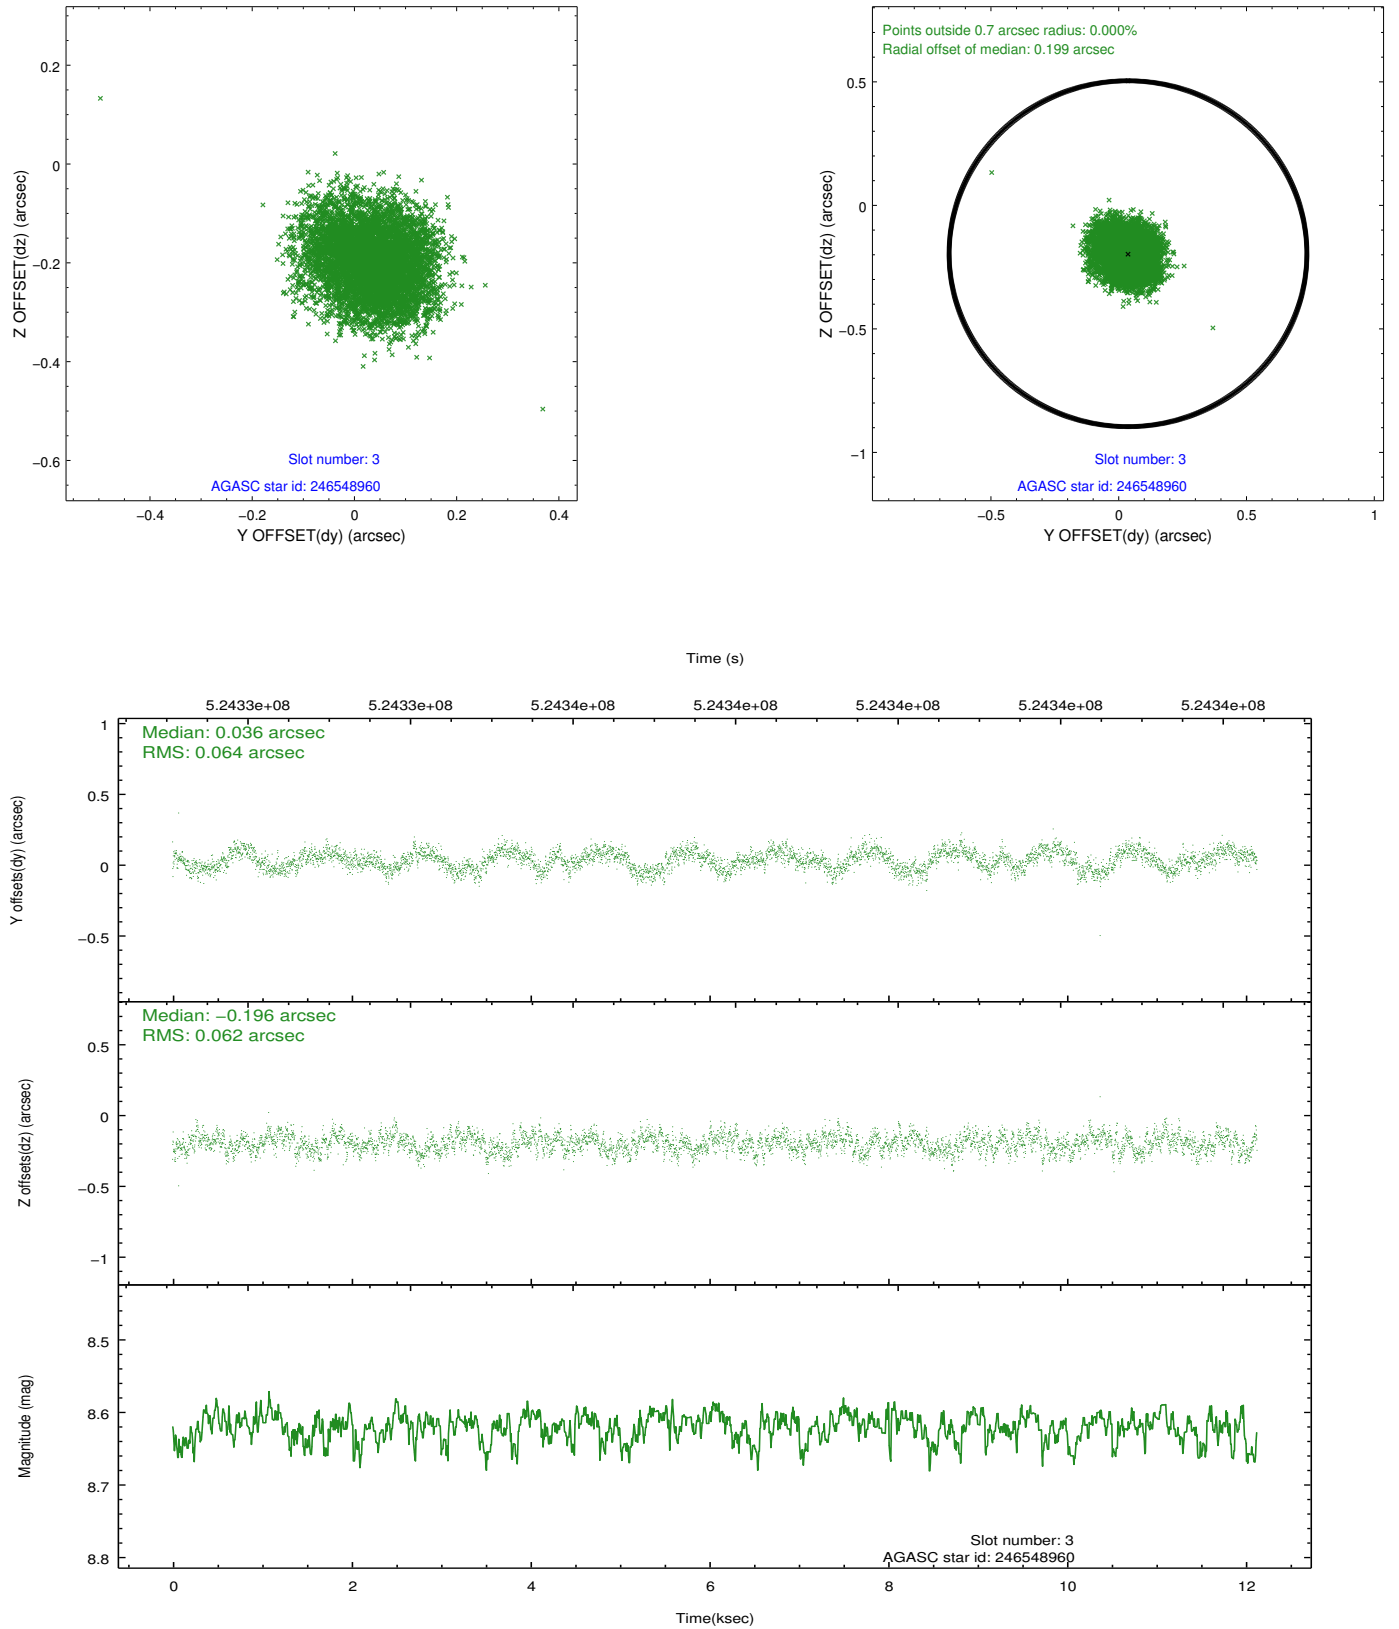 0.2
0
−0.2
−0.4
−0.6
Z OFFSET(dz) (arcsec)
Slot number: 3
AGASC star id: 246548960
−0.4
−0.2
0
0.2
0.4
Y OFFSET(dy) (arcsec)
Points outside 0.7 arcsec radius: 0.000%
Radial offset of median: 0.199 arcsec
0.5
0
−0.5
−1
Z OFFSET(dz) (arcsec)
Slot number: 3
AGASC star id: 246548960
−0.5
0
0.5
1
Y OFFSET(dy) (arcsec)
Time (s)
5.2433e+08
5.2433e+08
5.2434e+08
5.2434e+08
5.2434e+08
5.2434e+08
5.2434e+08
Median: 0.036 arcsec
RMS: 0.064 arcsec
1
0.5
0
−0.5
Y offsets(dy) (arcsec)
Median: −0.196 arcsec
RMS: 0.062 arcsec
0.5
0
−0.5
−1
Z offsets(dz) (arcsec)
8.5
8.6
8.7
8.8
Magnitude (mag)
Slot number: 3
AGASC star id: 246548960
0
2
4
6
8
10
12
Time(ksec)